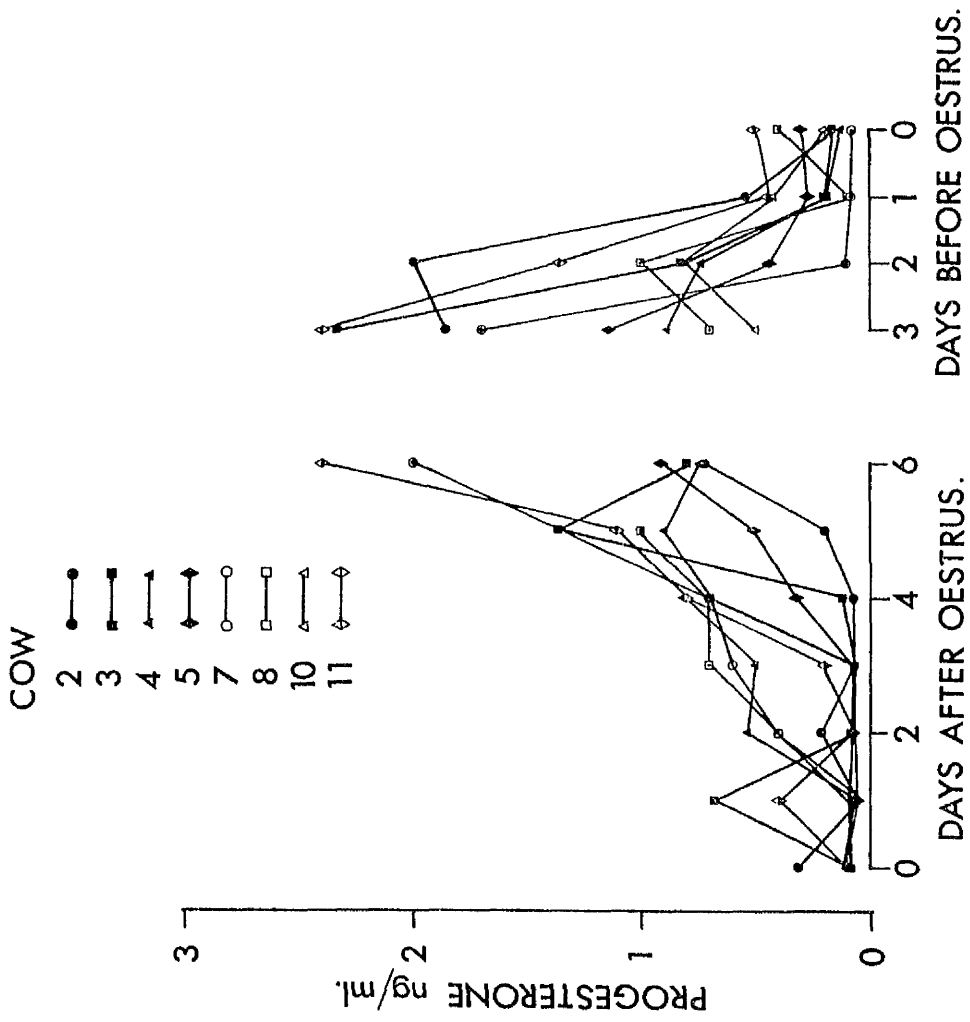 COW
2
3
4
5
7
8
10
11
PROGESTERONE ng/ml.
3
2
1
0
0 2 4 6
DAYS AFTER OESTRUS.
3 2 1 0
DAYS BEFORE OESTRUS.